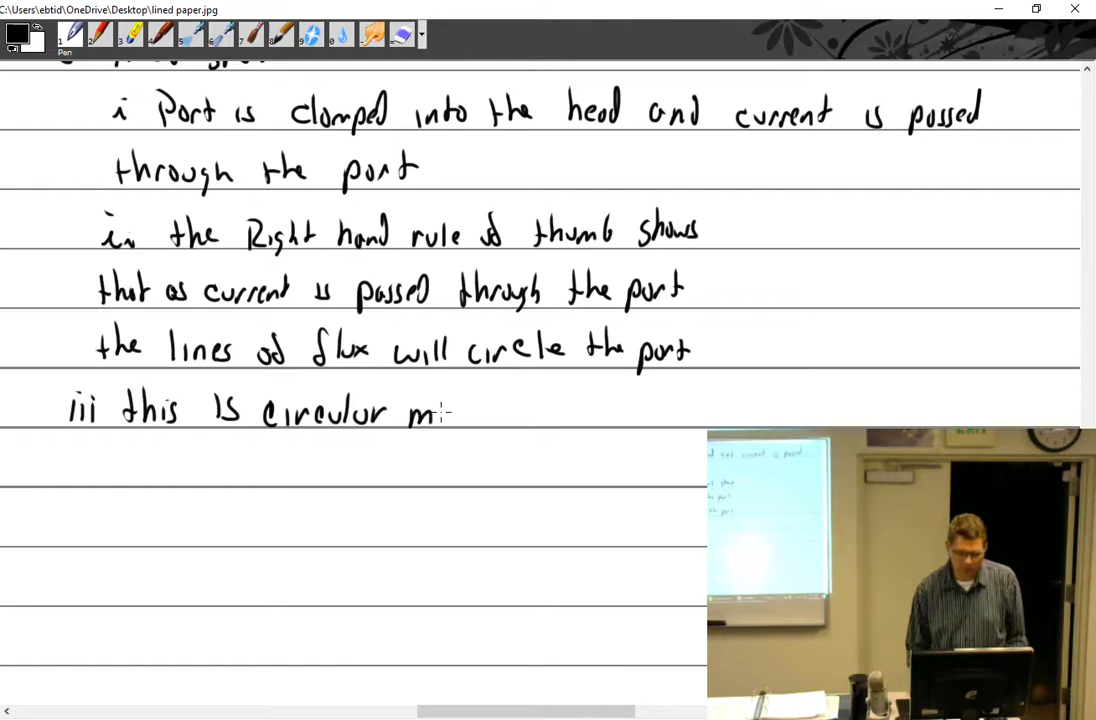 C:\Users\ebtid\OneDrive\Desktop\lined paper.jpg
Pen
i Part is clamped into the head and current is passed
through the part
ii the Right hand rule of thumb shows
that as current is passed through the part
the lines of flux will circle the part
iii this is circular m
EXIT